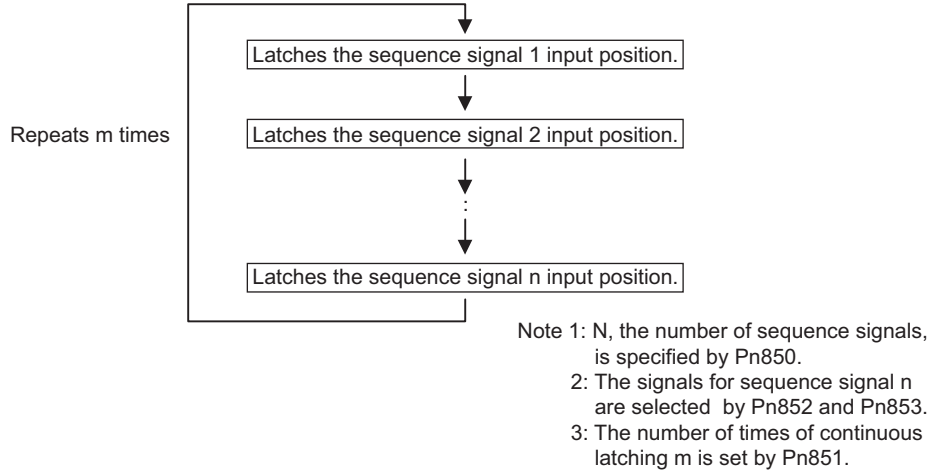 Latches the sequence signal 1 input position.
Repeats m times
Latches the sequence signal 2 input position.
:
Latches the sequence signal n input position.
Note 1: N, the number of sequence signals,
is specified by Pn850.
2: The signals for sequence signal n
are selected by Pn852 and Pn853.
3: The number of times of continuous
latching m is set by Pn851.